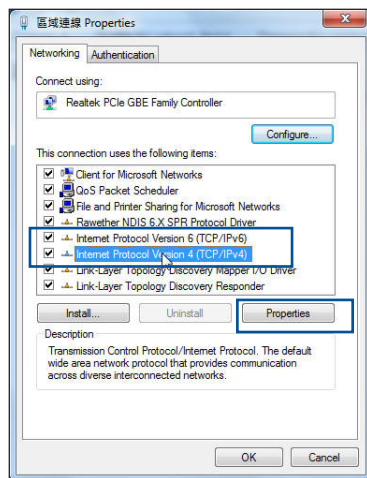 區域連線 Properties
Networking
Authentication
Connect using:
Realtek PCIe GBE Family Controller
Configure...
This connection uses the following items:
Client for Microsoft Networks
QoS Packet Scheduler
File and Printer Sharing for Microsoft Networks
Rawether NDIS 6.X SPR Protocol Driver
Internet Protocol Version 6 (TCP/IPv6)
Internet Protocol Version 4 (TCP/IPv4)
Link-Layer Topology Discovery Mapper I/O Driver
Link-Layer Topology Discovery Responder
Install...
Uninstall
Properties
Description
Transmission Control Protocol/Internet Protocol. The default
wide area network protocol that provides communication
across diverse interconnected networks.
OK
Cancel